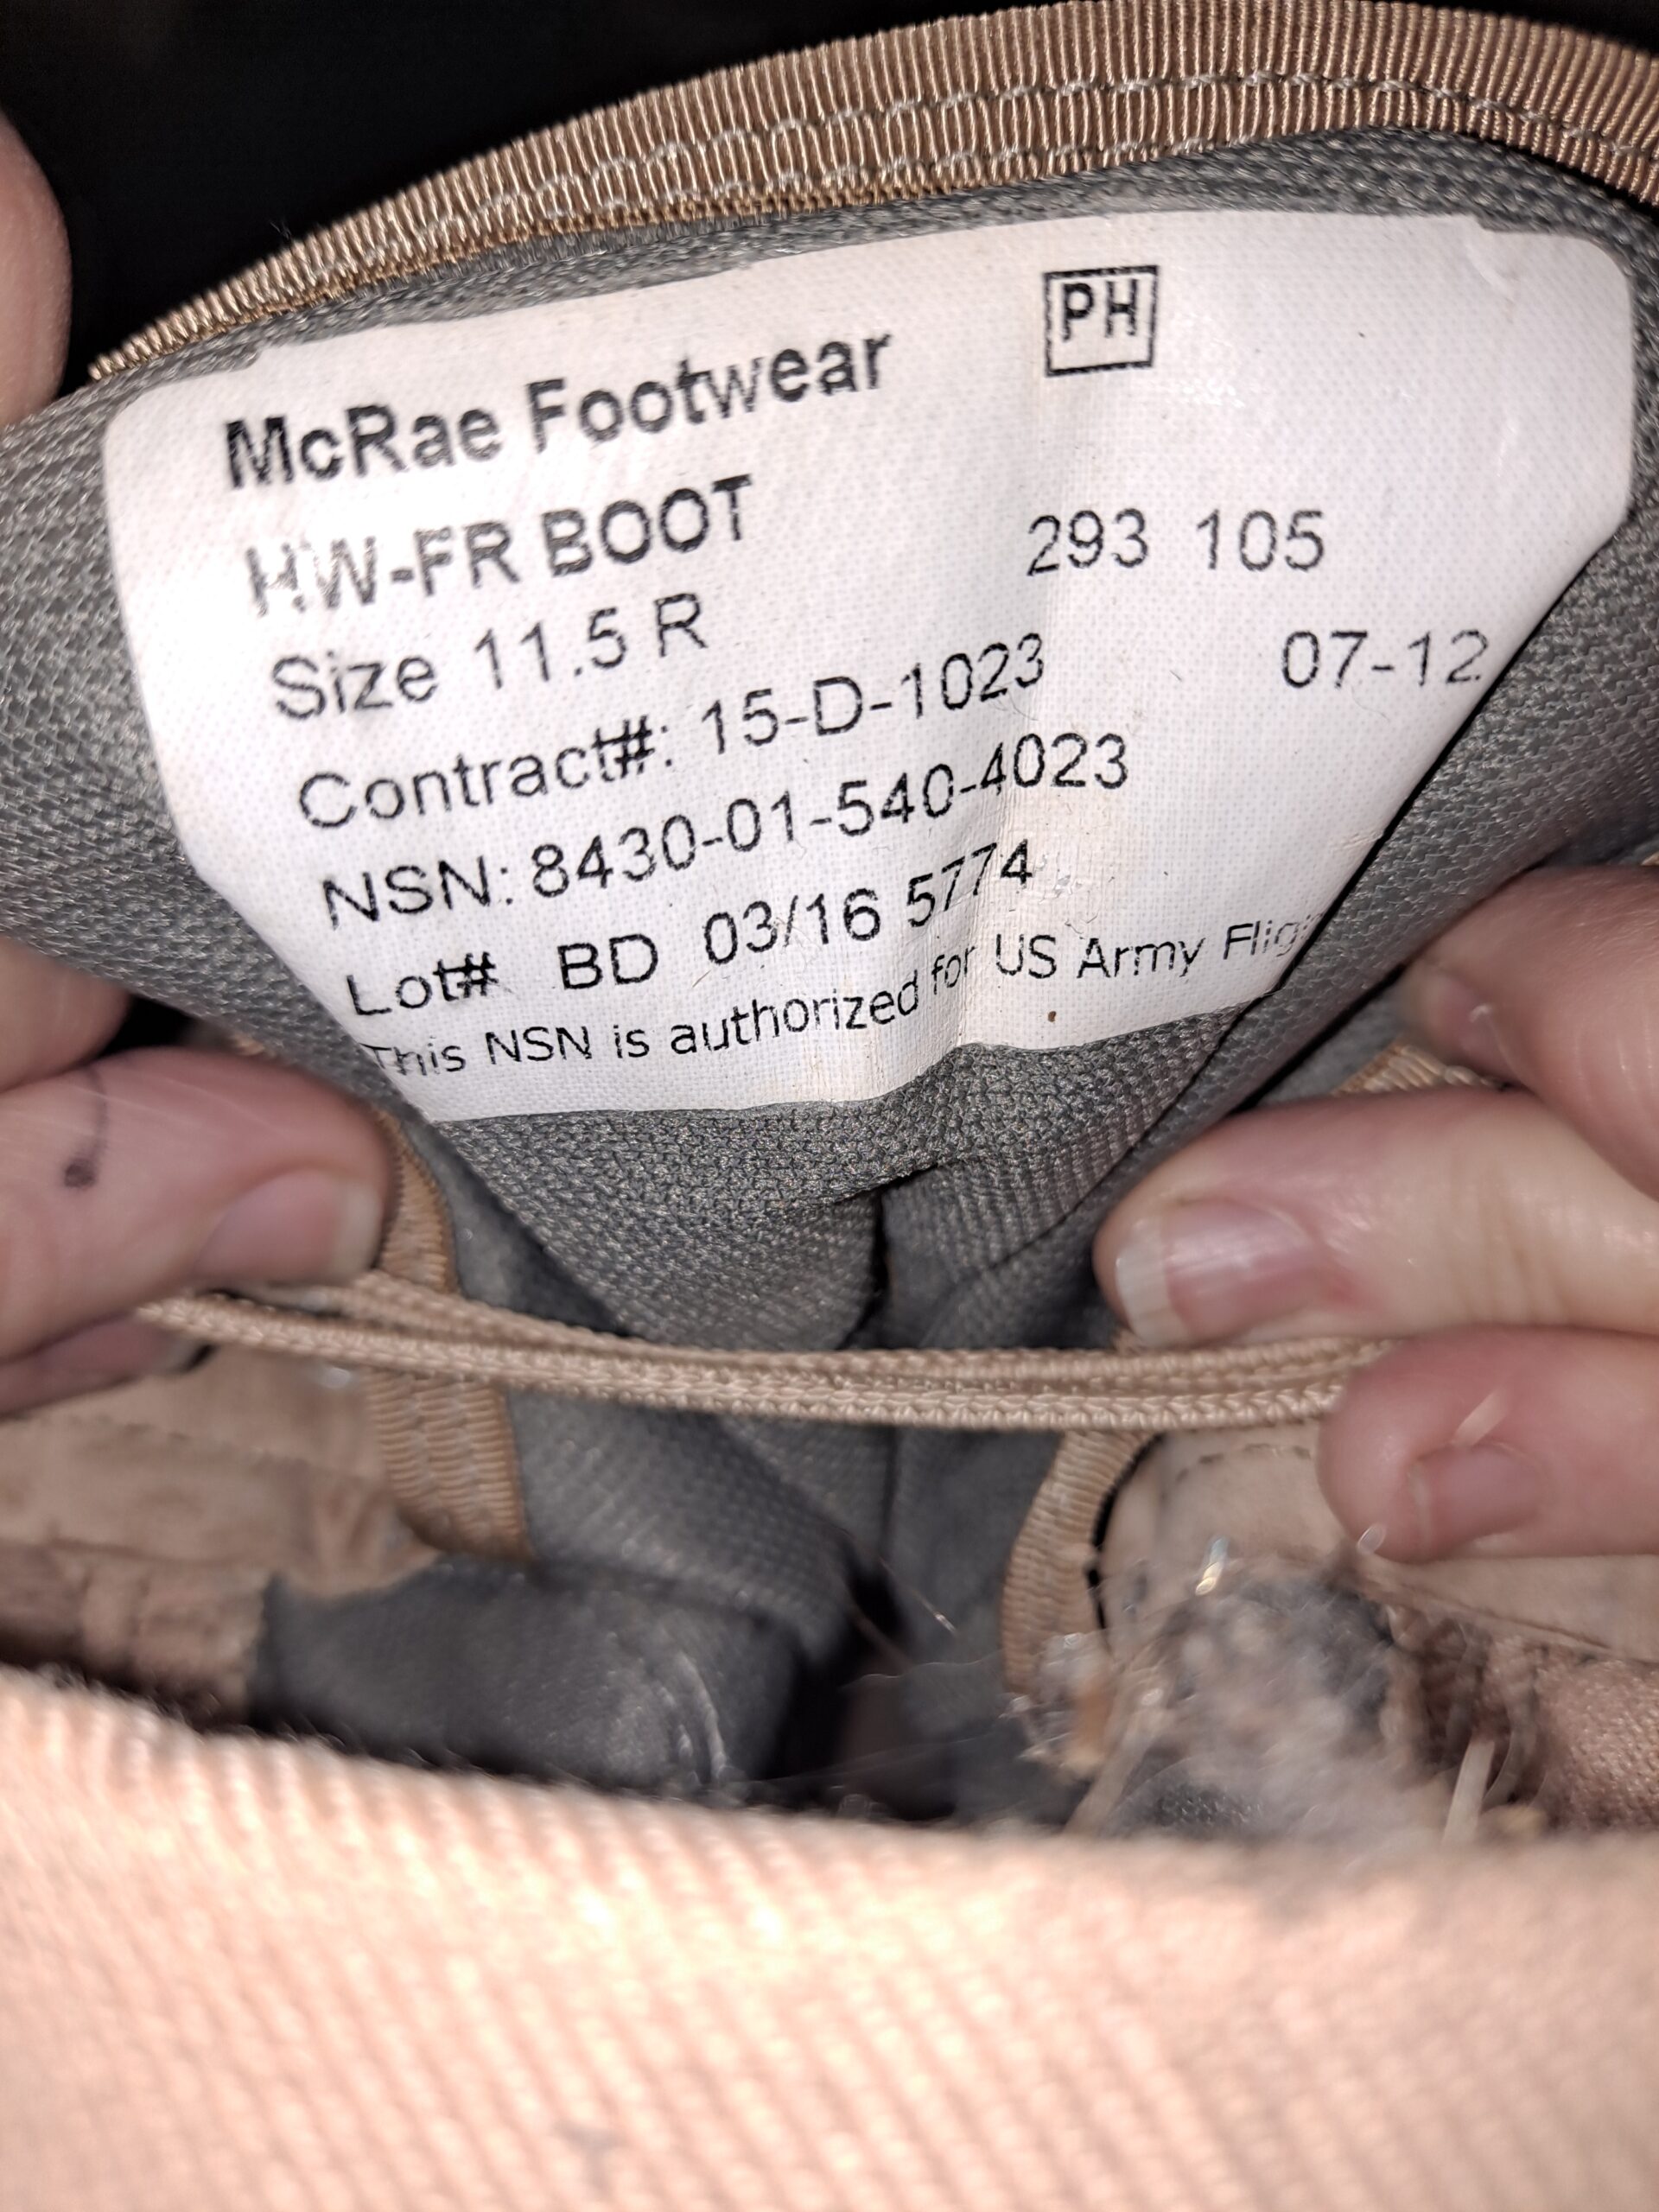 PH
McRae Footwear
HW-FR BOOT 293 105
Size 11.5 R 07-12
Contract#: 15-D-1023
NSN: 8430-01-540-4023
Lot# BD 03/16 5774
This NSN is authorized for US Army